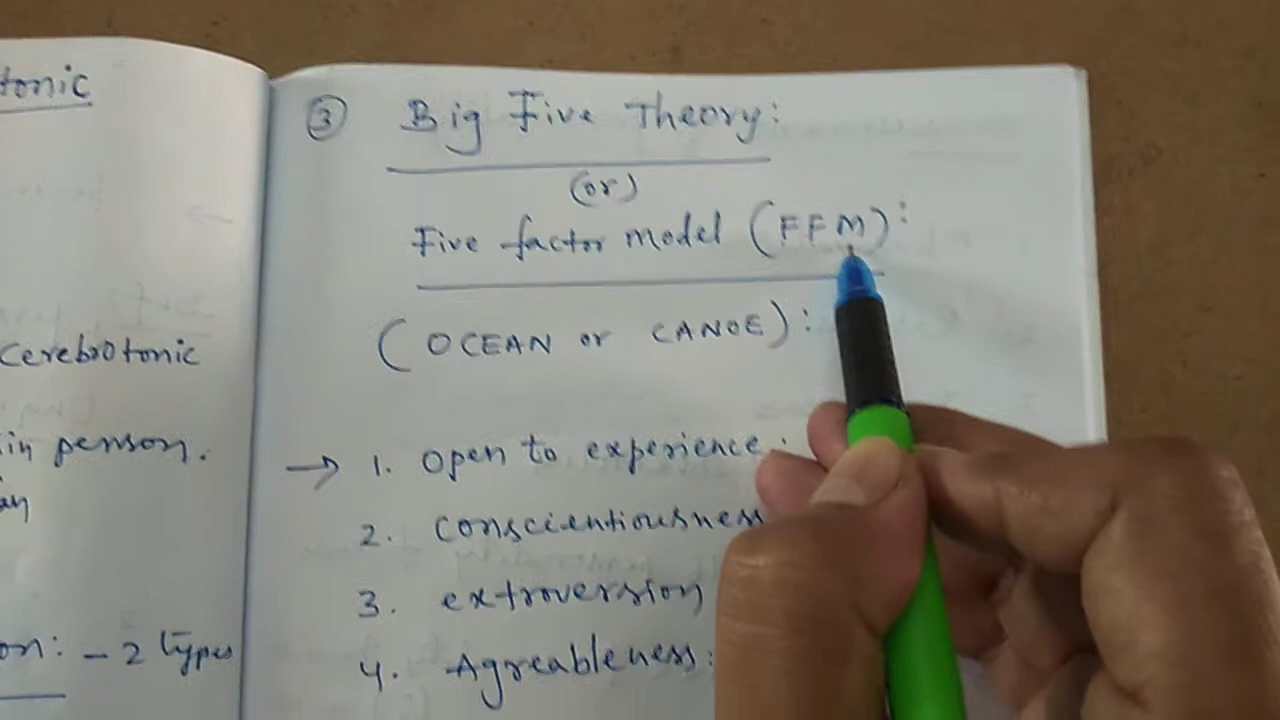 tonic
cerebrotonic
in person.
on: - 2 types
③ Big Five Theory:
(or)
Five factor model (FFM):
(OCEAN or CANOE):
→ 1. open to experience:
2. conscientiousness
3. extroversion
4. Agreableness: